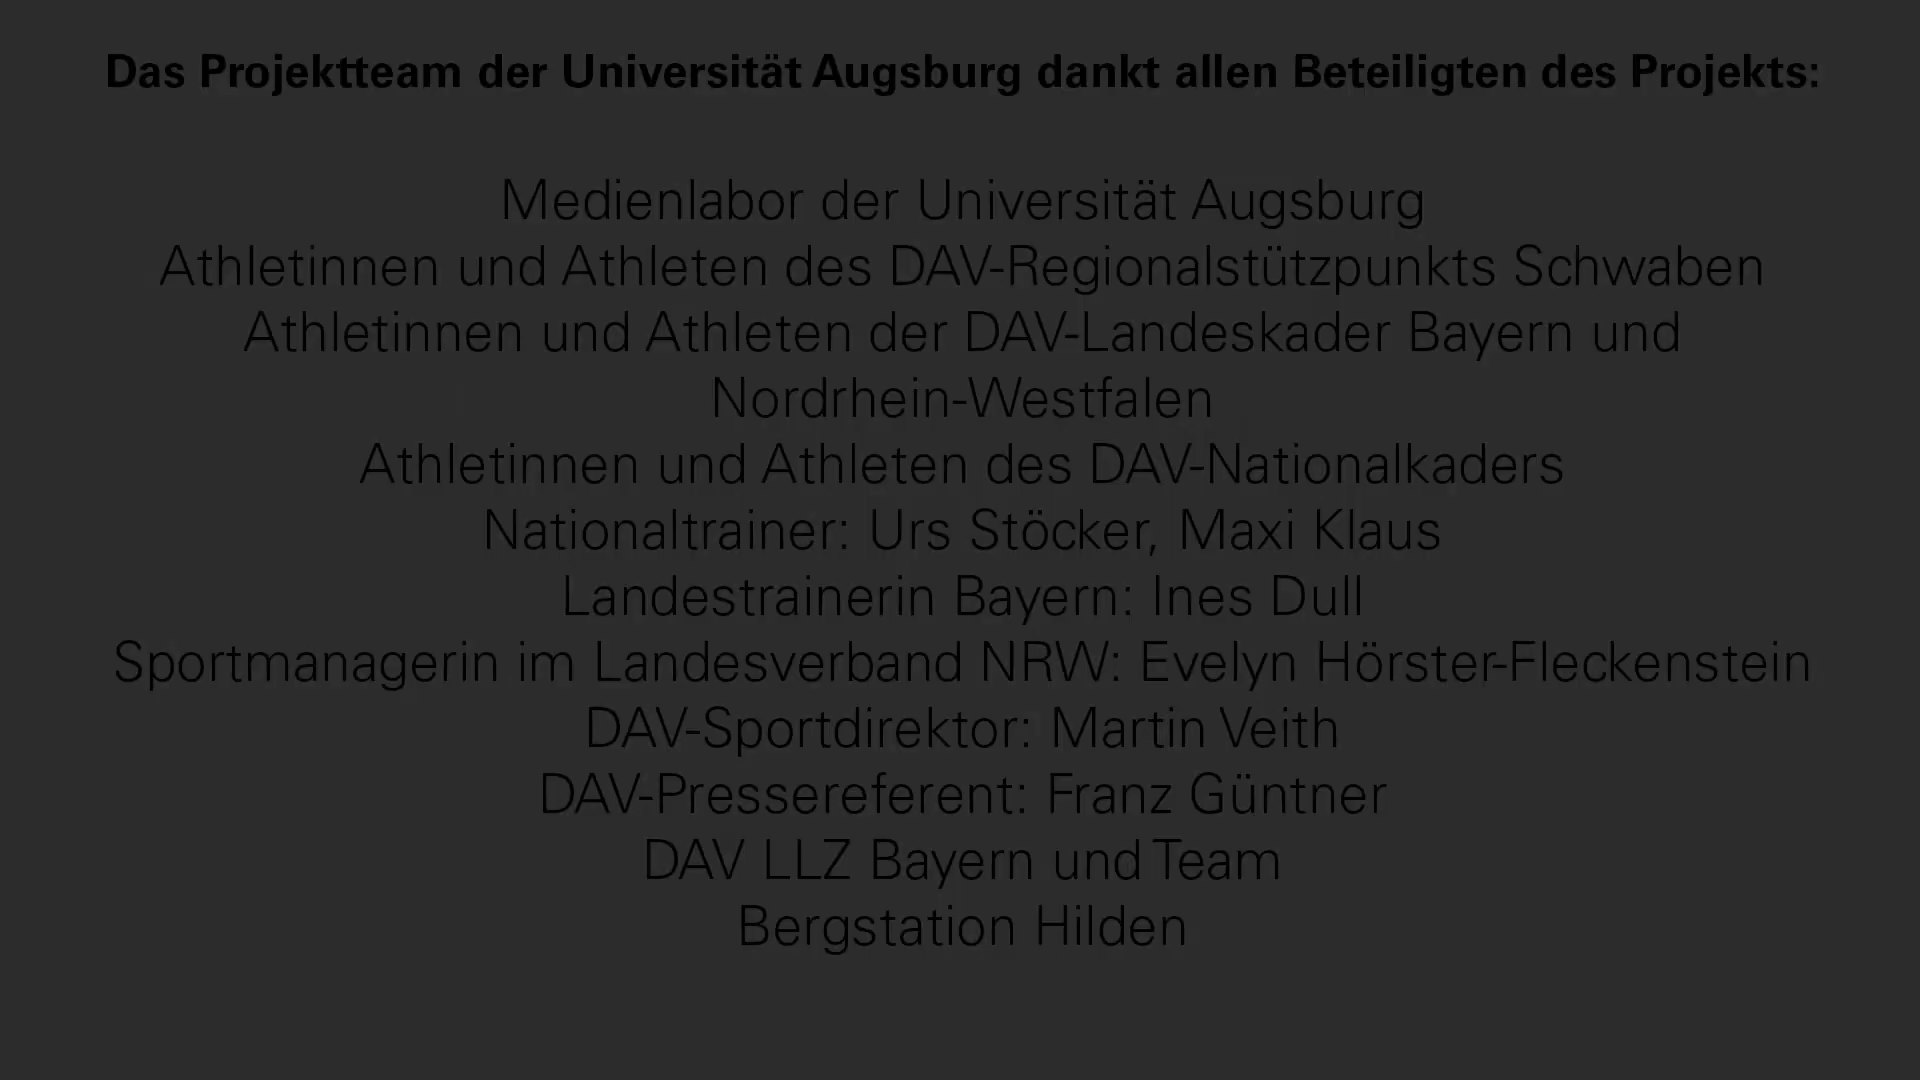 Das Projektteam der Universität Augsburg dankt allen Beteiligten des Projekts:
Medienlabor der Universität Augsburg
Athletinnen und Athleten des DAV-Regionalstützpunkts Schwaben
Athletinnen und Athleten der DAV-Landeskader Bayern und
Nordrhein-Westfalen
Athletinnen und Athleten des DAV-Nationalkaders
Nationaltrainer: Urs Stöcker, Maxi Klaus
Landestrainerin Bayern: Ines Dull
Sportmanagerin im Landesverband NRW: Evelyn Hörster-Fleckenstein
DAV-Sportdirektor: Martin Veith
DAV-Pressereferent: Franz Güntner
DAV LLZ Bayern und Team
Bergstation Hilden